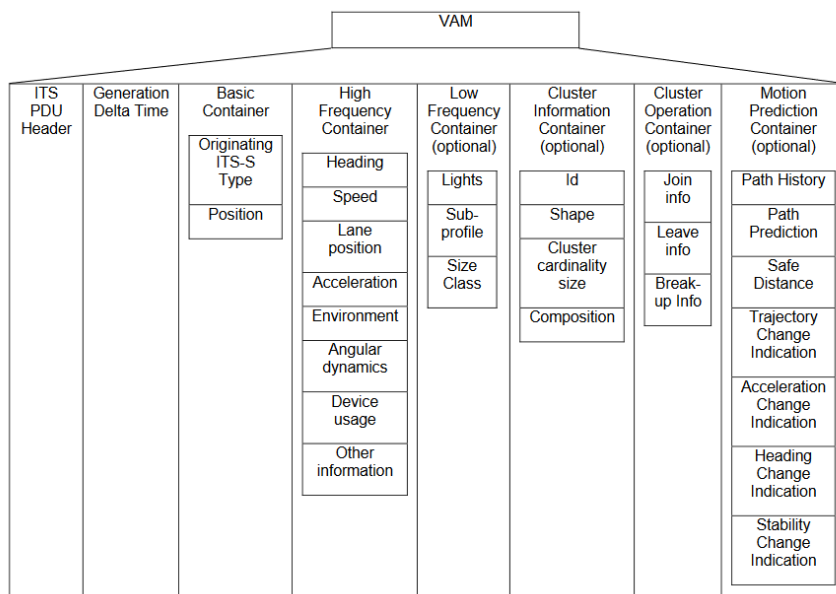 VAM
ITS
PDU
Header
Generation
Delta Time
Basic
Container
Originating
ITS-S
Type
Position
High
Frequency
Container
Heading
Speed
Lane
position
Acceleration
Environment
Angular
dynamics
Device
usage
Other
information
Low
Frequency
Container
(optional)
Lights
Sub-
profile
Size
Class
Cluster
Information
Container
(optional)
Id
Shape
Cluster
cardinality
size
Composition
Cluster
Operation
Container
(optional)
Join
info
Leave
info
Break-
up Info
Motion
Prediction
Container
(optional)
Path History
Path
Prediction
Safe
Distance
Trajectory
Change
Indication
Acceleration
Change
Indication
Heading
Change
Indication
Stability
Change
Indication